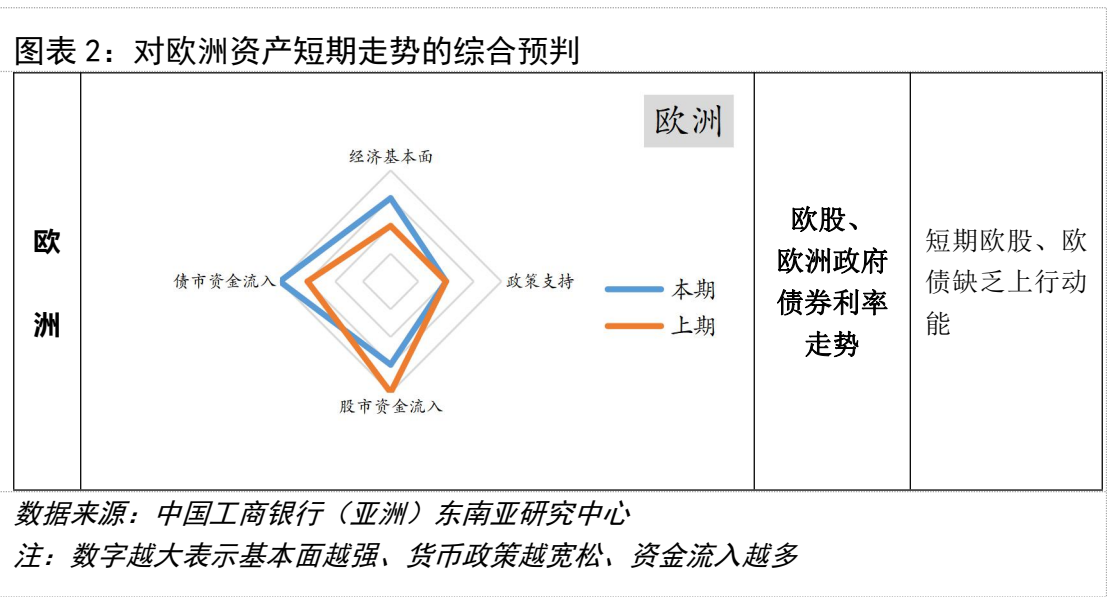 图表 2：对欧洲资产短期走势的综合预判
欧
洲
欧洲
经济基本面
债市资金流入
政策支持
股市资金流入
本期
上期
欧股、
欧洲政府
债券利率
走势
短期欧股、欧
债缺乏上行动
能
数据来源：中国工商银行（亚洲）东南亚研究中心
注：数字越大表示基本面越强、货币政策越宽松、资金流入越多